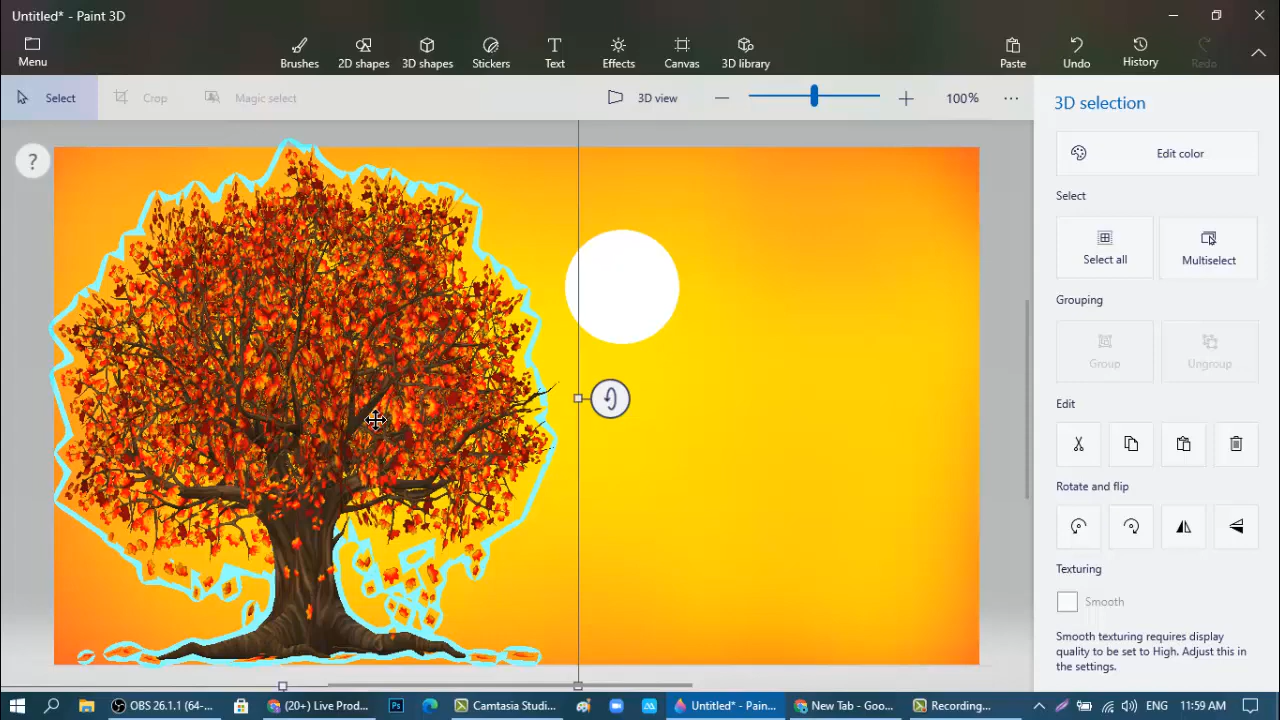 Untitled* - Paint 3D
Menu
Brushes
2D shapes
3D shapes
Stickers
Text
Effects
Canvas
3D library
Paste
Undo
History
Redo
Select
Crop
Magic select
3D view
100%
?
3D selection
Edit color
Select
Select all
Multiselect
Grouping
Group
Ungroup
Edit
Rotate and flip
Texturing
Smooth
Smooth texturing requires display
quality to be set to High. Adjust this in
the settings.
OBS 26.1.1 (64-...
(20+) Live Prod...
Ps
Camtasia Studi...
Untitled* - Pain...
New Tab - Goo...
Recording...
ENG
11:59 AM